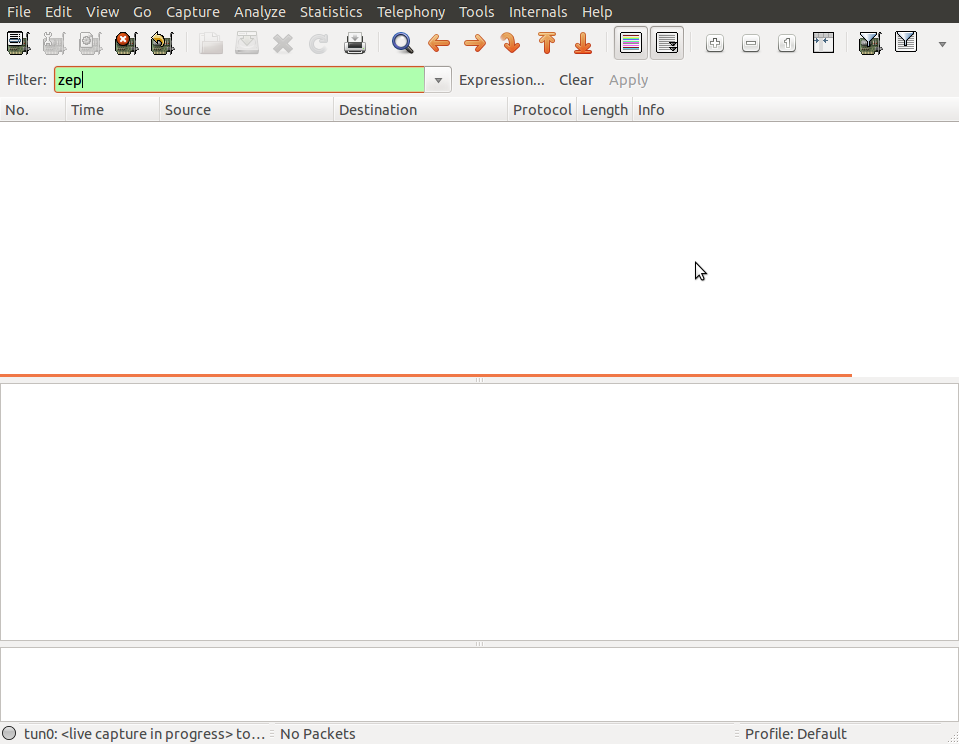 File Edit View Go Capture Analyze Statistics Telephony Tools Internals Help
Filter: zep Expression... Clear Apply
No. Time Source Destination Protocol Length Info
tun0: <live capture in progress> to... No Packets Profile: Default